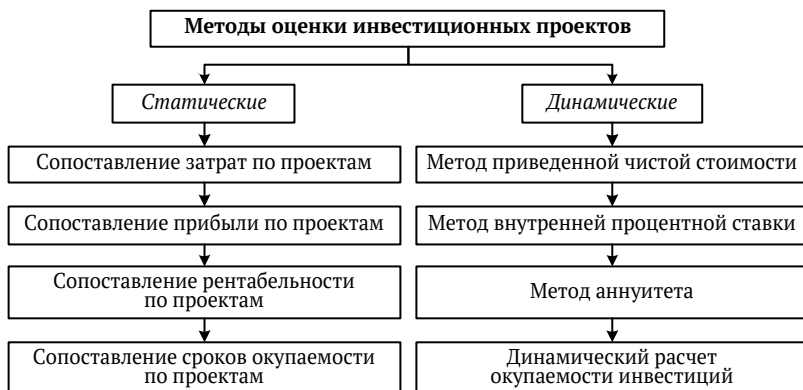 Методы оценки инвестиционных проектов
Статические
Динамические
Сопоставление затрат по проектам
Метод приведенной чистой стоимости
Сопоставление прибыли по проектам
Метод внутренней процентной ставки
Сопоставление рентабельности
по проектам
Метод аннуитета
Сопоставление сроков окупаемости
по проектам
Динамический расчет
окупаемости инвестиций